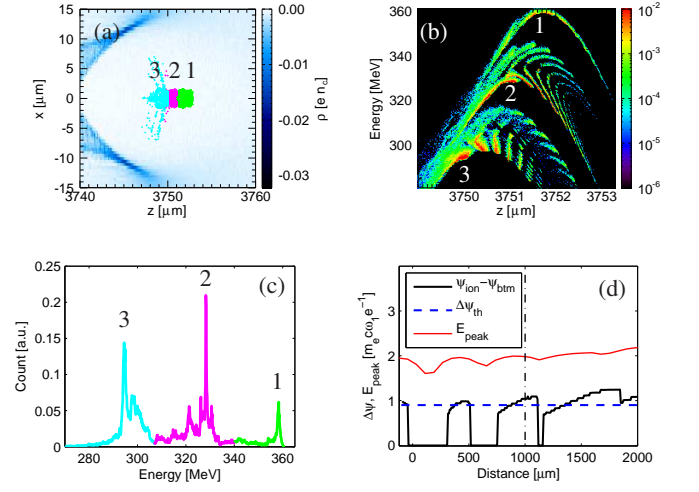 (a)
3 2 1
x [μm]
15
10
5
0
-5
-10
-15
3740 3750 3760
z [μm]
0.00
-0.01
-0.02
-0.03
ρ [e n_c]
(b)
1
2
3
Energy [MeV]
360
340
320
300
3750 3751 3752 3753
z [μm]
10^-2
10^-3
10^-4
10^-5
10^-6
(c)
3
2
1
Count [a.u.]
0.25
0.2
0.15
0.1
0.05
0
280 300 320 340 360
Energy [MeV]
(d)
ψ_ion−ψ_btm
Δψ_th
E_peak
Δψ, E_peak [m_e c ω_1 e^-1]
4
3
2
1
0
0 500 1000 1500 2000
Distance [μm]